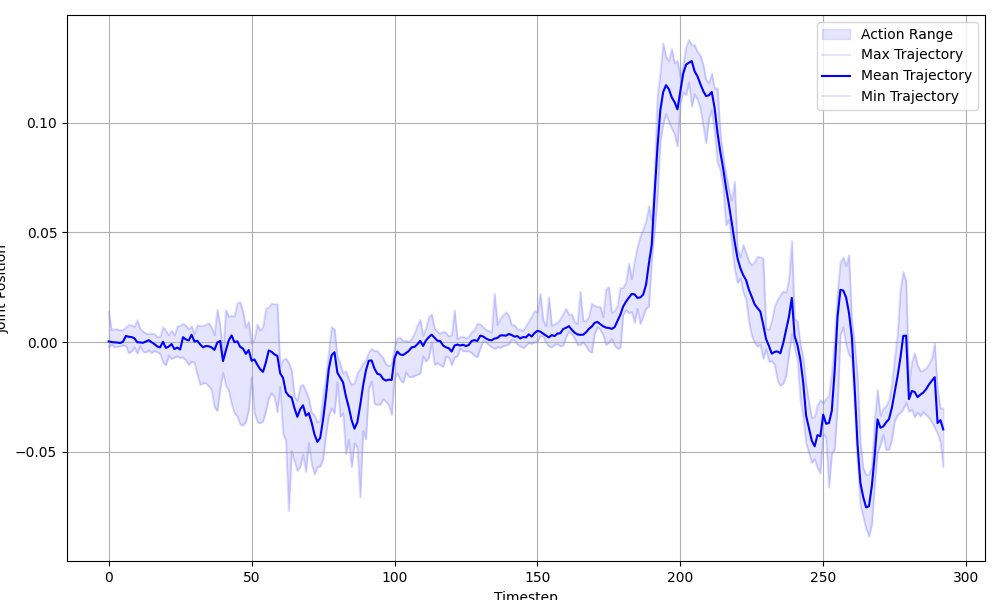 Action Range
Max Trajectory
Mean Trajectory
Min Trajectory
0.10
0.05
0.00
−0.05
Joint Position
0 50 100 150 200 250 300
Timestep